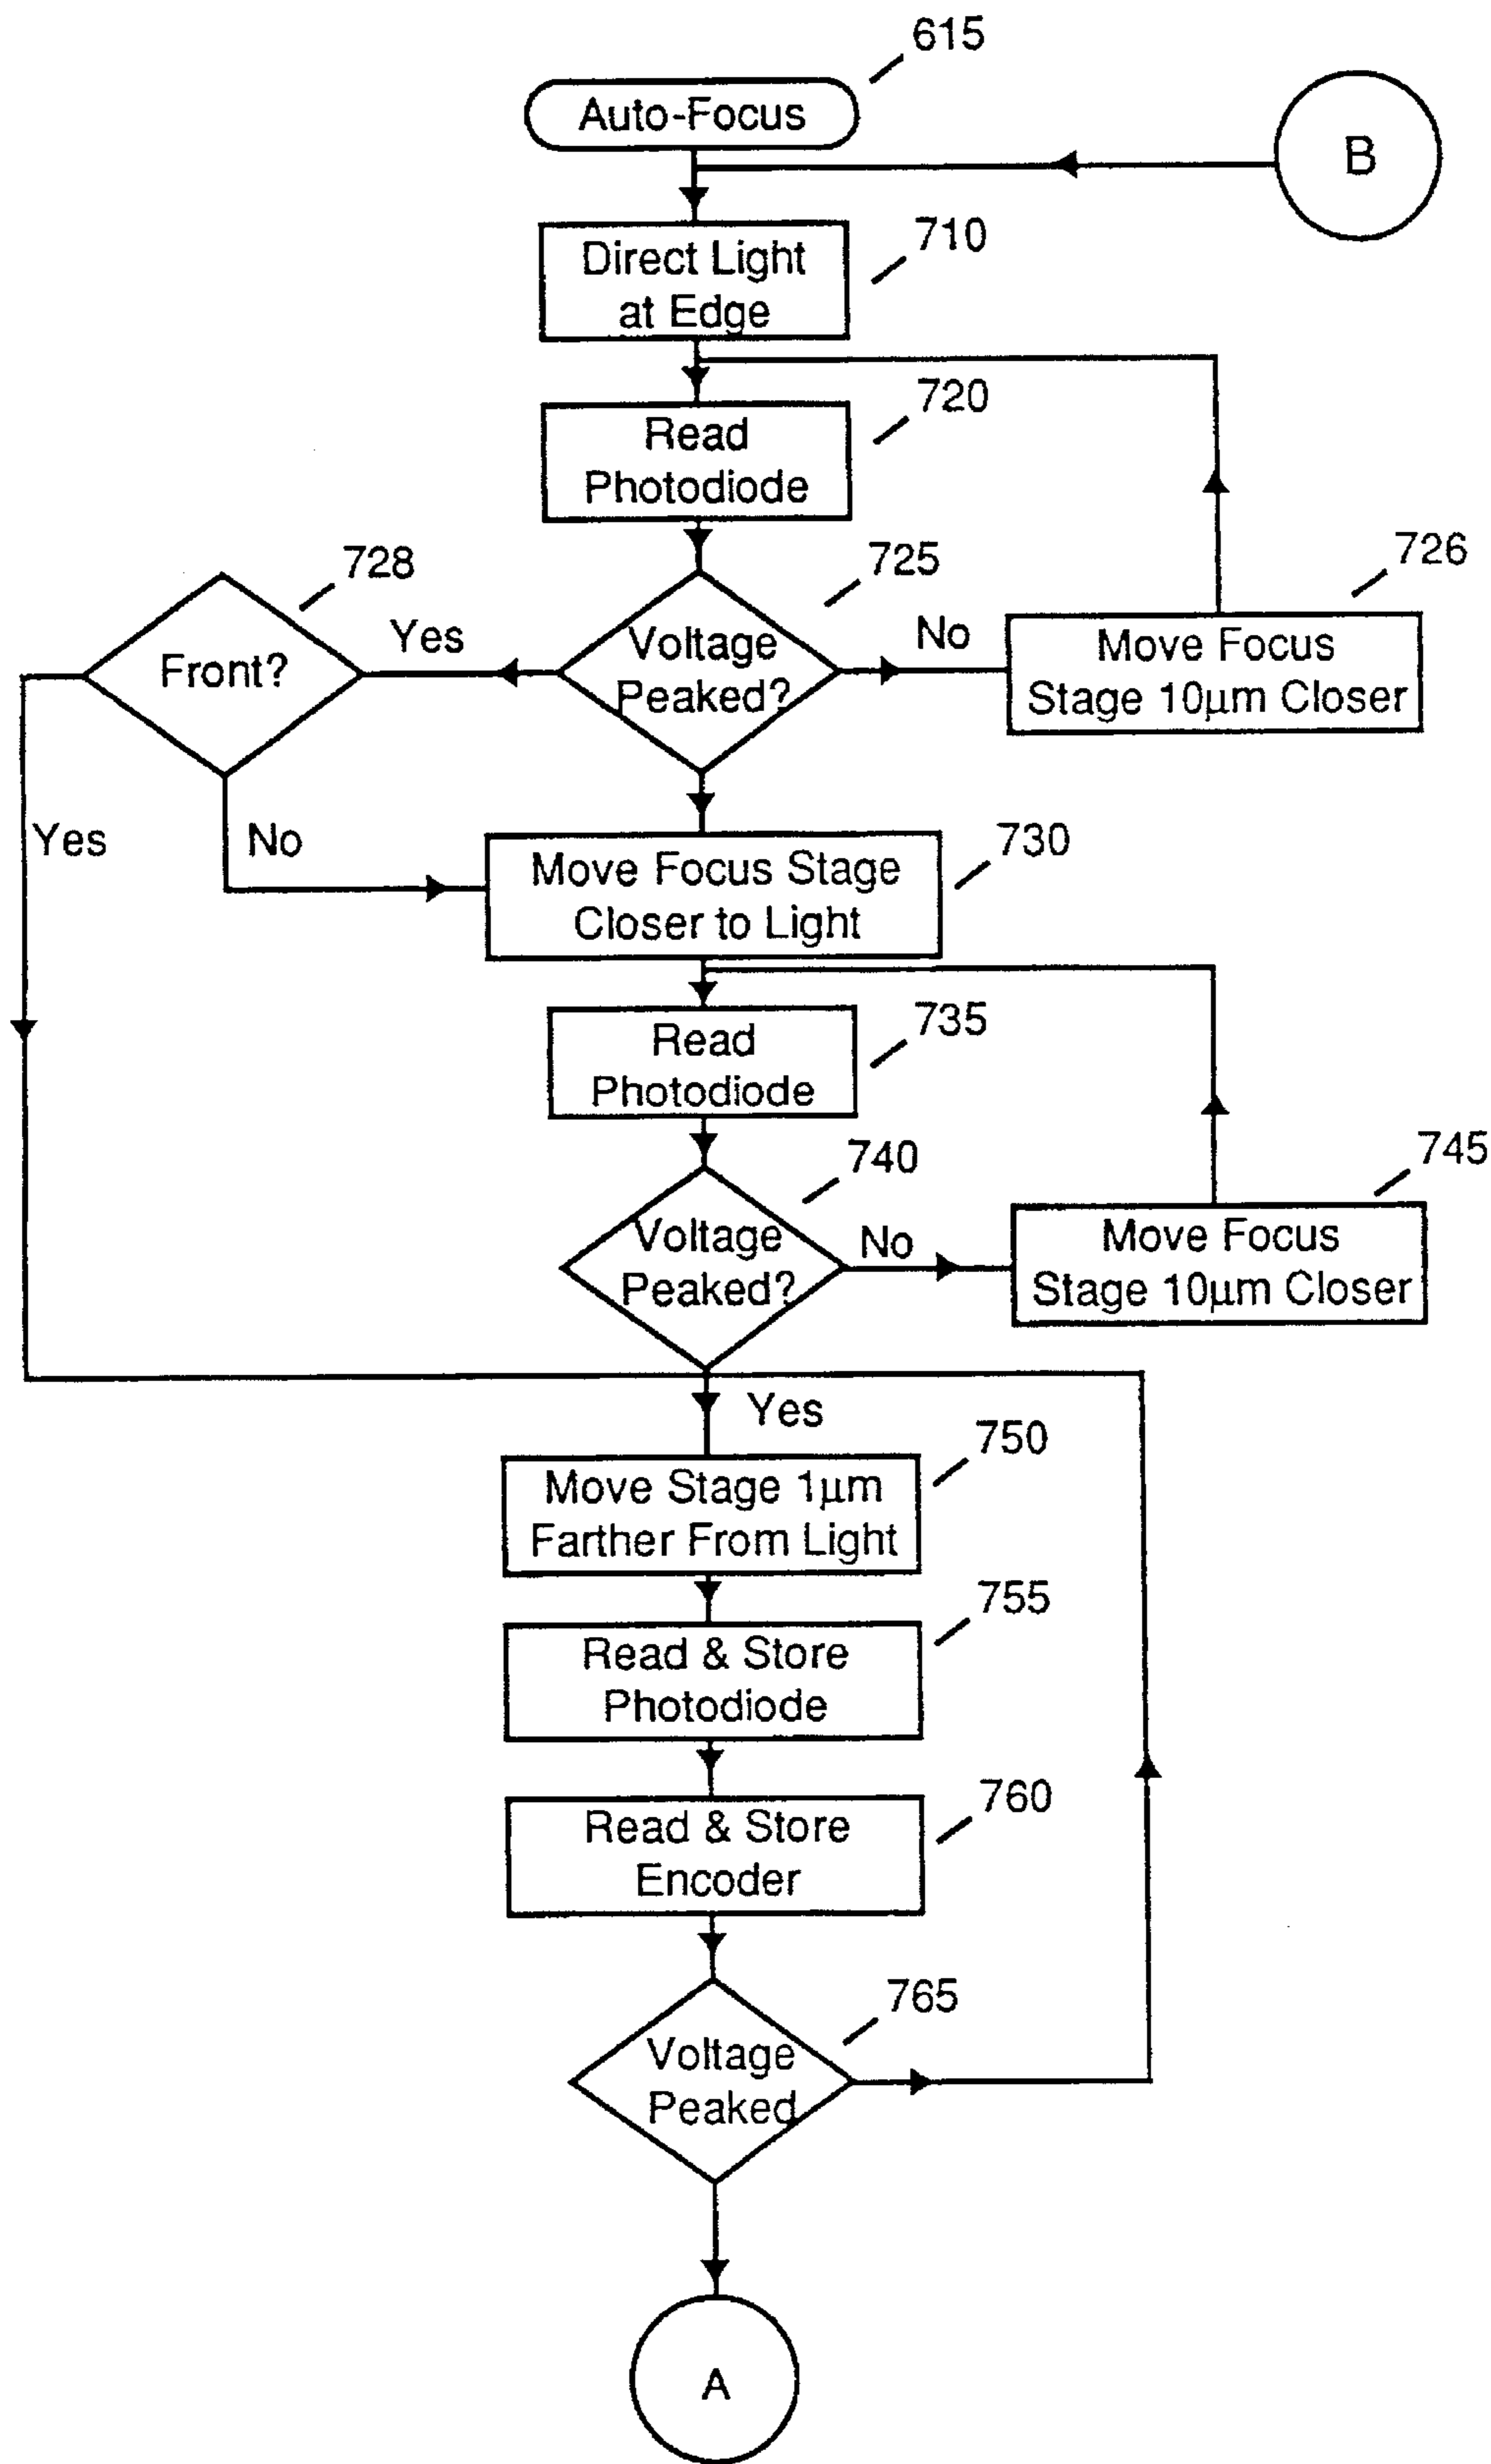 615
Auto-Focus
B
710
Direct Light
at Edge
720
Read
Photodiode
728
725
726
Front?
Yes
Voltage
Peaked?
No
Move Focus
Stage 10μm Closer
Yes
No
730
Move Focus Stage
Closer to Light
735
Read
Photodiode
740
745
Voltage
Peaked?
No
Move Focus
Stage 10μm Closer
Yes
750
Move Stage 1μm
Farther From Light
755
Read & Store
Photodiode
760
Read & Store
Encoder
765
Voltage
Peaked
A